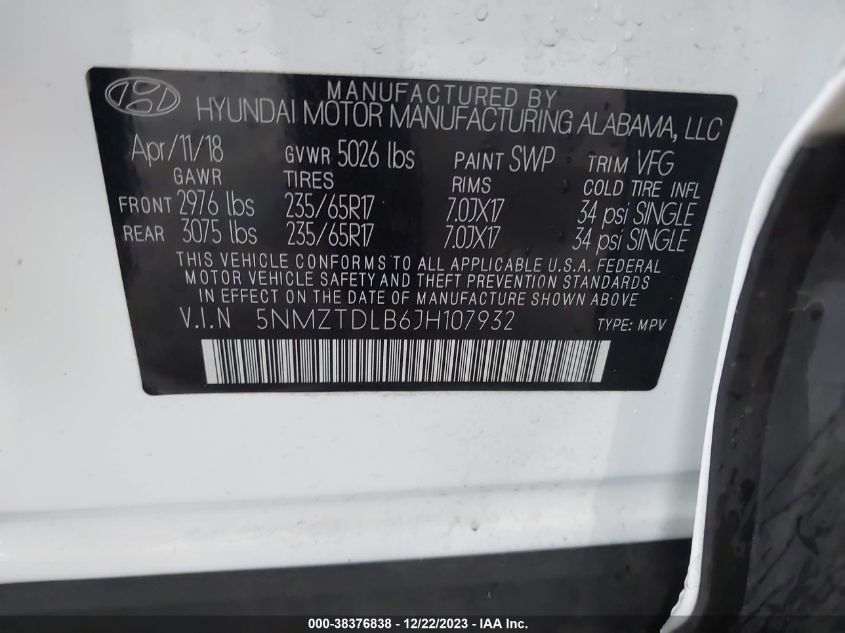 MANUFACTURED BY
HYUNDAI MOTOR MANUFACTURING ALABAMA, LLC
Apr/11/18 GVWR 5026 lbs PAINT SWP TRIM VFG
GAWR TIRES RIMS COLD TIRE INFL
FRONT 2976 lbs 235/65R17 7.0JX17 34 psi SINGLE
REAR 3075 lbs 235/65R17 7.0JX17 34 psi SINGLE
THIS VEHICLE CONFORMS TO ALL APPLICABLE U.S.A. FEDERAL
MOTOR VEHICLE SAFETY AND THEFT PREVENTION STANDARDS
IN EFFECT ON THE DATE OF MANUFACTURE SHOWN ABOVE
V.I.N 5NMZTDLB6JH107932 TYPE: MPV
000-38376838 - 12/22/2023 - IAA Inc.